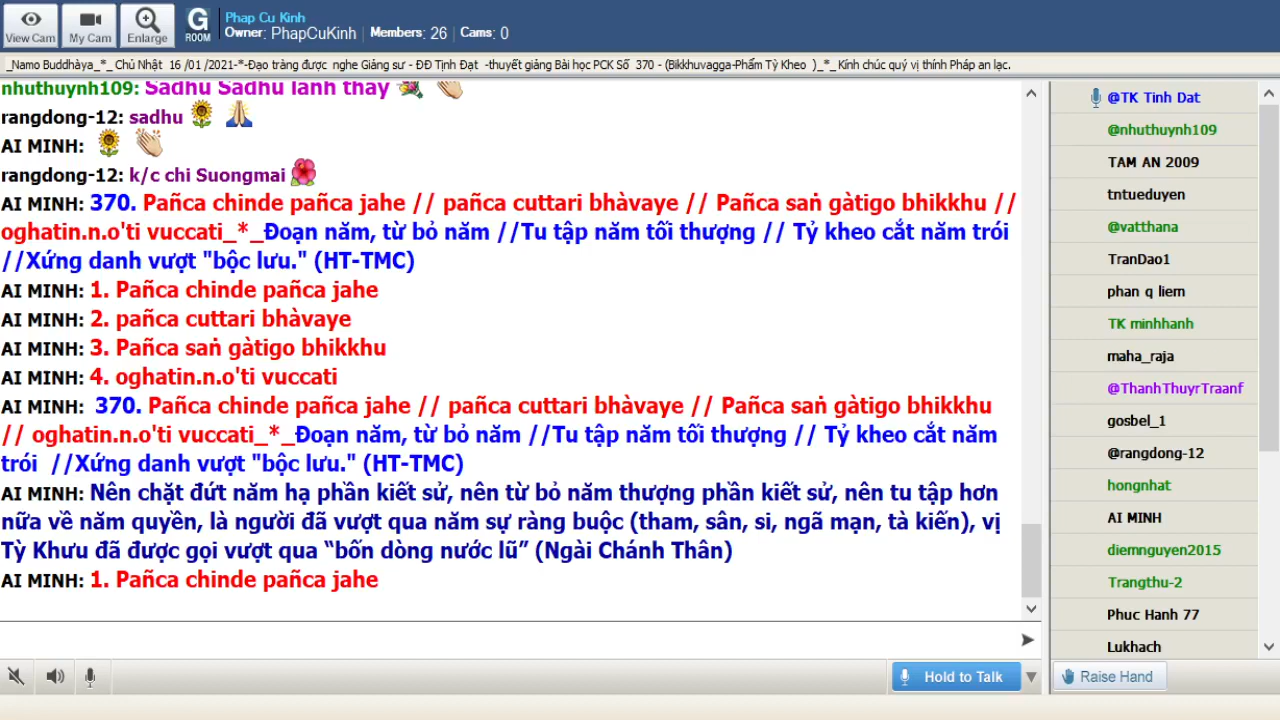 Phap Cu Kinh
Owner: PhapCuKinh | Members: 26 | Cams: 0
View Cam
My Cam
Enlarge
G
ROOM
_Namo Buddhàya_*_ Chủ Nhật 16 /01 /2021-*-Đạo tràng được nghe Giảng sư - ĐĐ Tịnh Đạt -thuyết giảng Bài học PCK Số 370 - (Bikkhuvagga-Phẩm Tỳ Kheo )_*_ Kính chúc quý vị thính Pháp an lạc.
nhuthuynh109: Sadhu Sadhu lành thay
rangdong-12: sadhu
AI MINH:
rangdong-12: k/c chi Suongmai
AI MINH: 370. Pañca chinde pañca jahe // pañca cuttari bhàvaye // Pañca saṅ gàtigo bhikkhu //
oghatin.n.o'ti vuccati_*_Đoạn năm, từ bỏ năm //Tu tập năm tối thượng // Tỷ kheo cắt năm trói
//Xứng danh vượt "bộc lưu." (HT-TMC)
AI MINH: 1. Pañca chinde pañca jahe
AI MINH: 2. pañca cuttari bhàvaye
AI MINH: 3. Pañca saṅ gàtigo bhikkhu
AI MINH: 4. oghatin.n.o'ti vuccati
AI MINH: 370. Pañca chinde pañca jahe // pañca cuttari bhàvaye // Pañca saṅ gàtigo bhikkhu
// oghatin.n.o'ti vuccati_*_Đoạn năm, từ bỏ năm //Tu tập năm tối thượng // Tỷ kheo cắt năm
trói //Xứng danh vượt "bộc lưu." (HT-TMC)
AI MINH: Nên chặt đứt năm hạ phần kiết sử, nên từ bỏ năm thượng phần kiết sử, nên tu tập hơn
nữa về năm quyền, là người đã vượt qua năm sự ràng buộc (tham, sân, si, ngã mạn, tà kiến), vị
Tỳ Khưu đã được gọi vượt qua “bốn dòng nước lũ” (Ngài Chánh Thân)
AI MINH: 1. Pañca chinde pañca jahe
@TK Tinh Dat
@nhuthuynh109
TAM AN 2009
tntueduyen
@vatthana
TranDao1
phan q liem
TK minhhanh
maha_raja
@ThanhThuyrTraanf
gosbel_1
@rangdong-12
hongnhat
AI MINH
diemnguyen2015
Trangthu-2
Phuc Hanh 77
Lukhach
Hold to Talk
Raise Hand